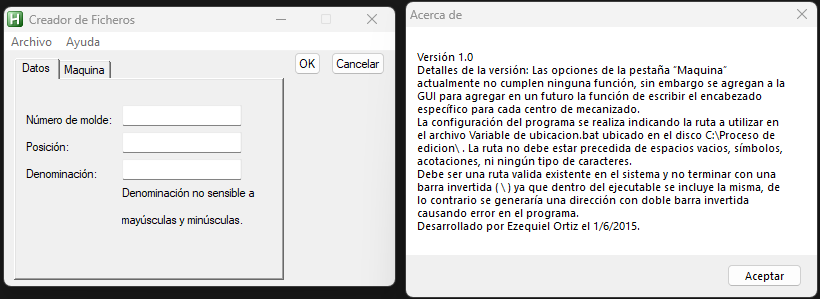 Creador de Ficheros
Archivo Ayuda
OK Cancelar
Datos Maquina
Número de molde:
Posición:
Denominación:
Denominación no sensible a
mayúsculas y minúsculas.
Acerca de
Versión 1.0
Detalles de la versión: Las opciones de la pestaña "Maquina"
actualmente no cumplen ninguna función, sin embargo se agregan a la
GUI para agregar en un futuro la función de escribir el encabezado
específico para cada centro de mecanizado.
La configuración del programa se realiza indicando la ruta a utilizar en
el archivo Variable de ubicacion.bat ubicado en el disco C:\Proceso de
edicion\ . La ruta no debe estar precedida de espacios vacios, símbolos,
acotaciones, ni ningún tipo de caracteres.
Debe ser una ruta valida existente en el sistema y no terminar con una
barra invertida ( \ ) ya que dentro del ejecutable se incluye la misma, de
lo contrario se generaría una dirección con doble barra invertida
causando error en el programa.
Desarrollado por Ezequiel Ortiz el 1/6/2015.
Aceptar